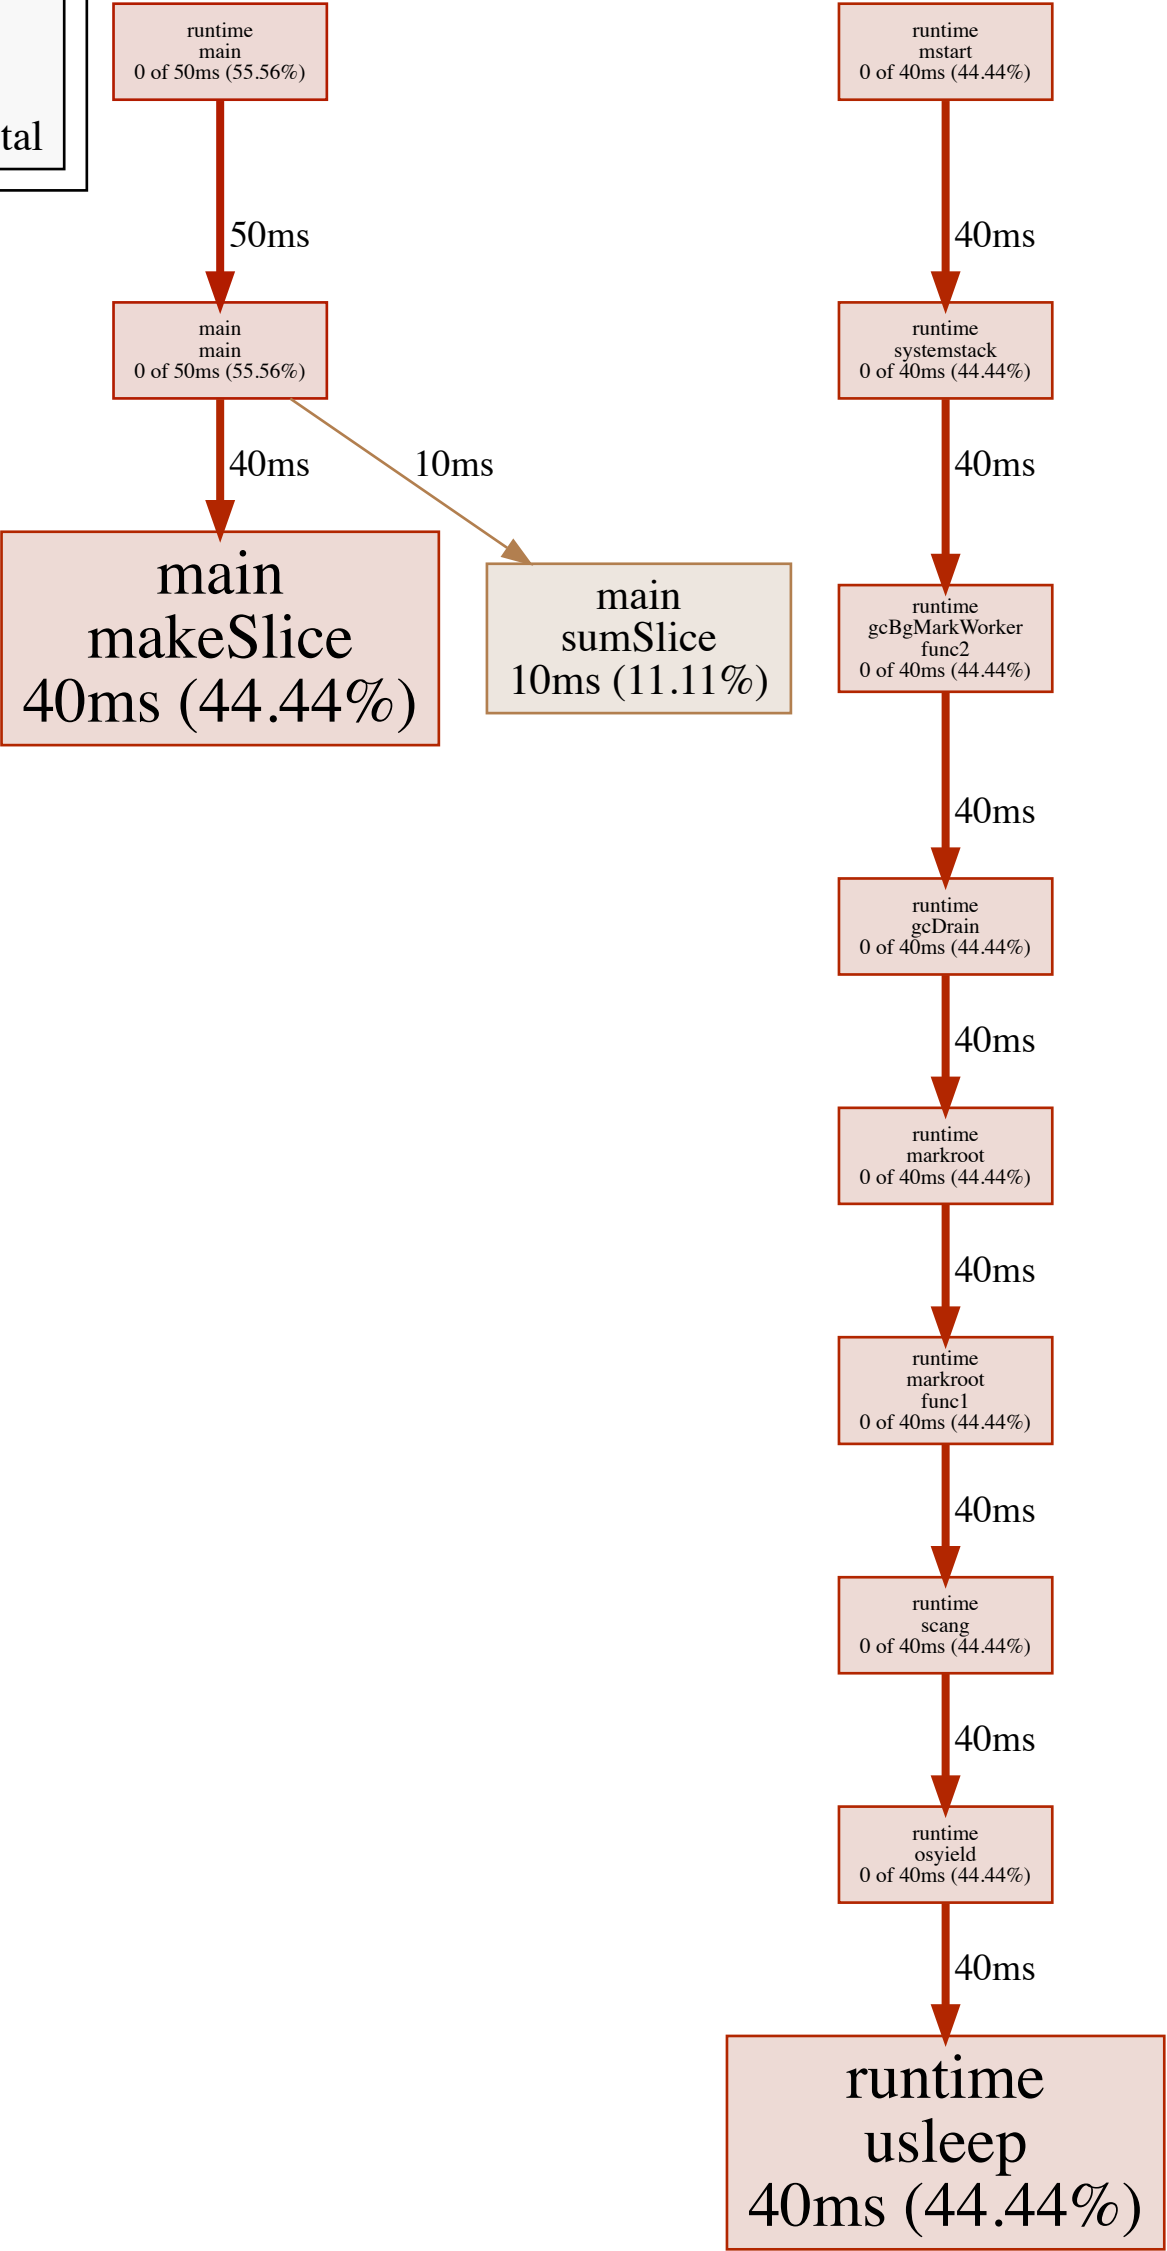 tal
runtime
main
0 of 50ms (55.56%)
50ms
main
main
0 of 50ms (55.56%)
40ms
10ms
main
makeSlice
40ms (44.44%)
main
sumSlice
10ms (11.11%)
runtime
mstart
0 of 40ms (44.44%)
40ms
runtime
systemstack
0 of 40ms (44.44%)
40ms
runtime
gcBgMarkWorker
func2
0 of 40ms (44.44%)
40ms
runtime
gcDrain
0 of 40ms (44.44%)
40ms
runtime
markroot
0 of 40ms (44.44%)
40ms
runtime
markroot
func1
0 of 40ms (44.44%)
40ms
runtime
scang
0 of 40ms (44.44%)
40ms
runtime
osyield
0 of 40ms (44.44%)
40ms
runtime
usleep
40ms (44.44%)